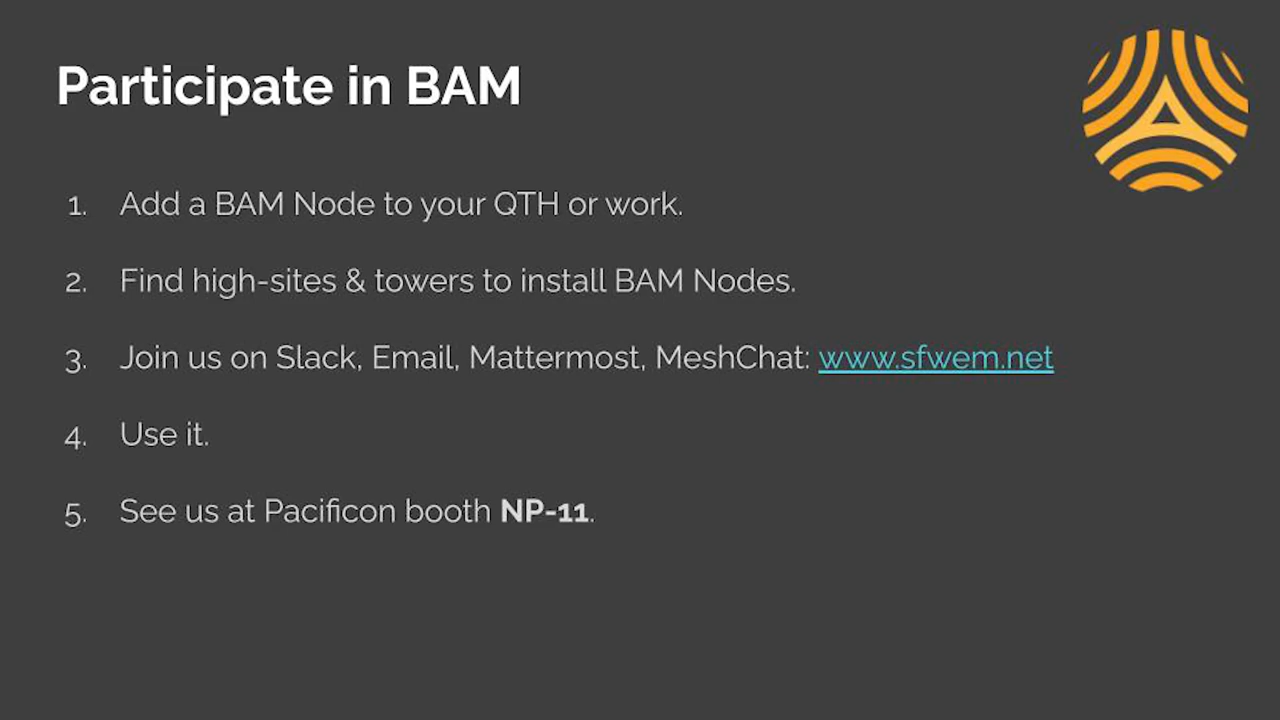 Participate in BAM
1. Add a BAM Node to your QTH or work.
2. Find high-sites & towers to install BAM Nodes.
3. Join us on Slack, Email, Mattermost, MeshChat: www.sfwem.net
4. Use it.
5. See us at Pacificon booth NP-11.